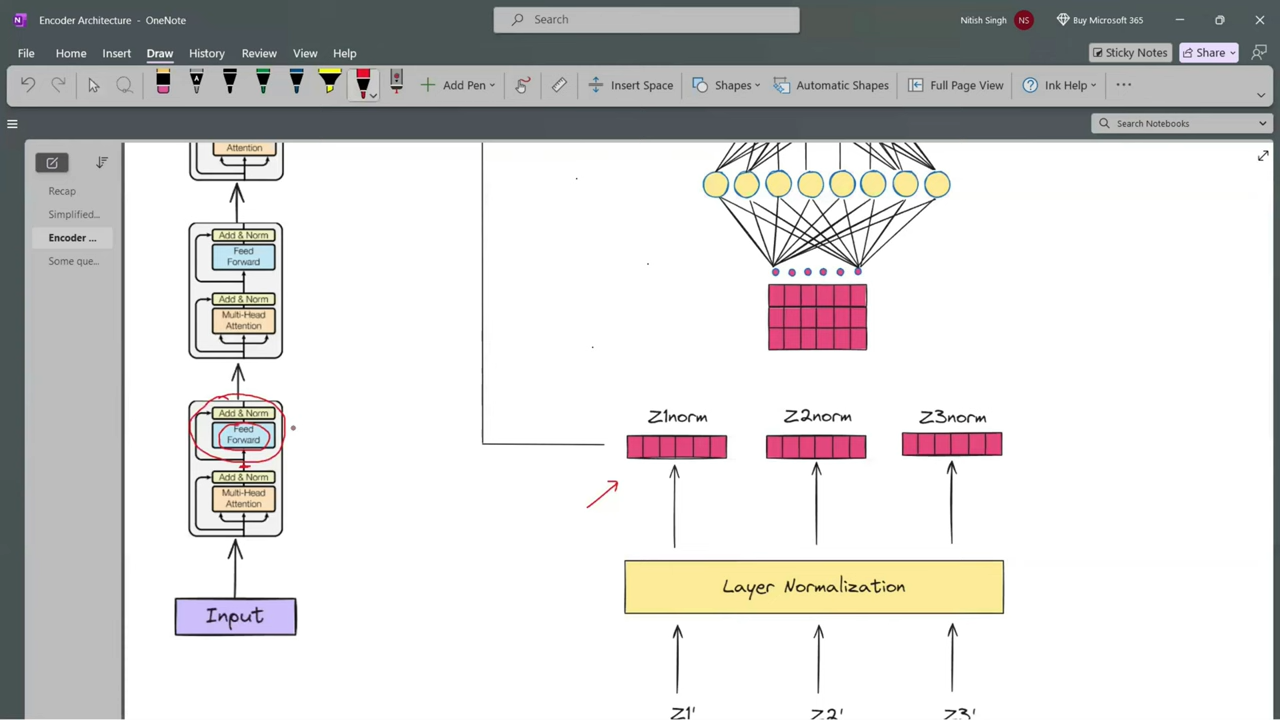 Encoder Architecture - OneNote
Search
Nitish Singh
NS
Buy Microsoft 365
File
Home
Insert
Draw
History
Review
View
Help
Sticky Notes
Share
Add Pen
Insert Space
Shapes
Automatic Shapes
Full Page View
Ink Help
Search Notebooks
Recap
Simplified...
Encoder ...
Some que...
Attention
Add & Norm
Feed
Forward
Add & Norm
Multi-Head
Attention
Add & Norm
Feed
Forward
Add & Norm
Multi-Head
Attention
Input
Z1norm
Z2norm
Z3norm
Layer Normalization
Z1'
Z2'
Z3'